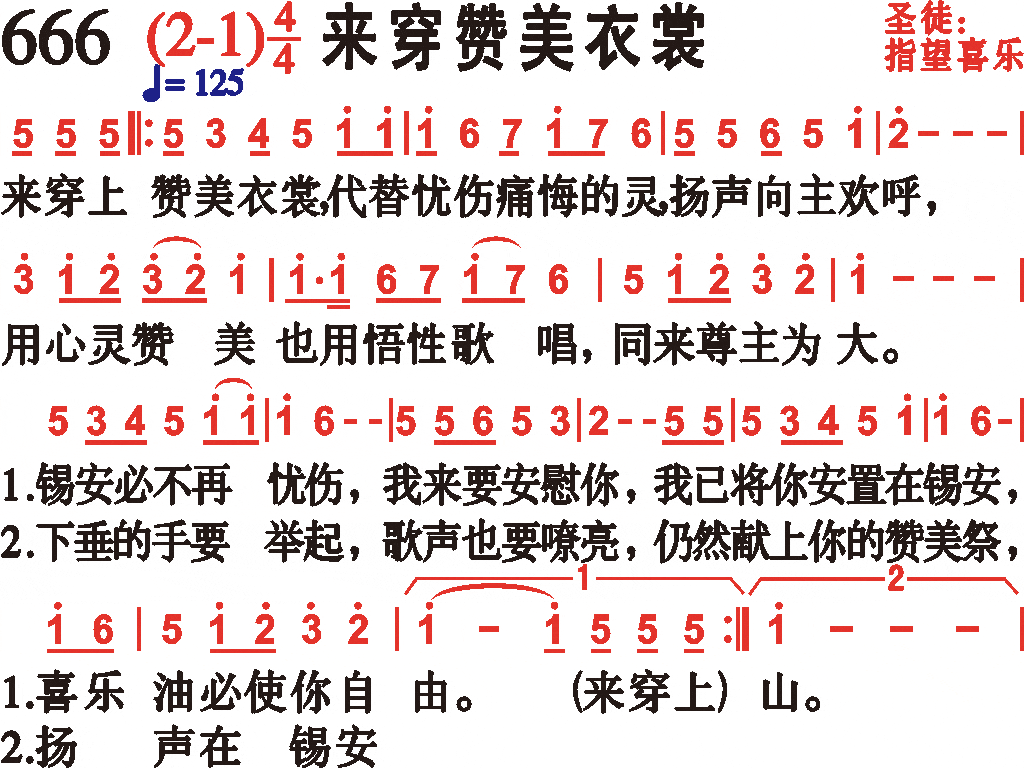 666 (2-1) 4/4 来穿赞美衣裳 圣徒:
指望喜乐
♩= 125
5 5 5 ‖: 5 3 4 5 1̇ 1̇ | 1̇ 6 7 1̇ 7 6 | 5 5 6 5 1̇ | 2̇ - - - |
来穿上 赞美衣裳,代替忧伤痛悔的灵,扬声向主欢呼,
3̇ 1̇ 2̇ 3̇ 2̇ 1̇ | 1̇·1̇ 6 7 1̇ 7 6 | 5 1̇ 2̇ 3̇ 2̇ | 1̇ - - - |
用心灵赞 美 也用悟性歌 唱, 同来尊主为 大。
5 3 4 5 1̇ 1̇ | 1̇ 6 - - | 5 5 6 5 3 | 2 - - 5 5 | 5 3 4 5 1̇ | 1̇ 6 - |
1.锡安必不再 忧伤, 我来要安慰你, 我已将你安置在锡安,
2.下垂的手要 举起, 歌声也要嘹亮, 仍然献上你的赞美祭,
1 2
1̇ 6 | 5 1̇ 2̇ 3̇ 2̇ | 1̇ - 1̇ 5 5 5 :‖ 1̇ - - - |
1.喜乐 油必使你自 由。 (来穿上) 山。
2.扬 声在 锡安